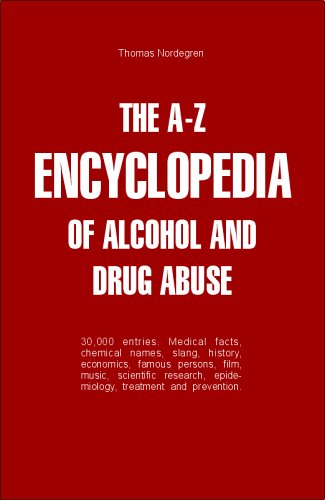 Thomas Nordegren
THE A-Z
ENCYCLOPEDIA
OF ALCOHOL AND
DRUG ABUSE
30,000 entries. Medical facts,
chemical names, slang, history,
economics, famous persons, film,
music, scientific research, epide-
miology, treatment and prevention.